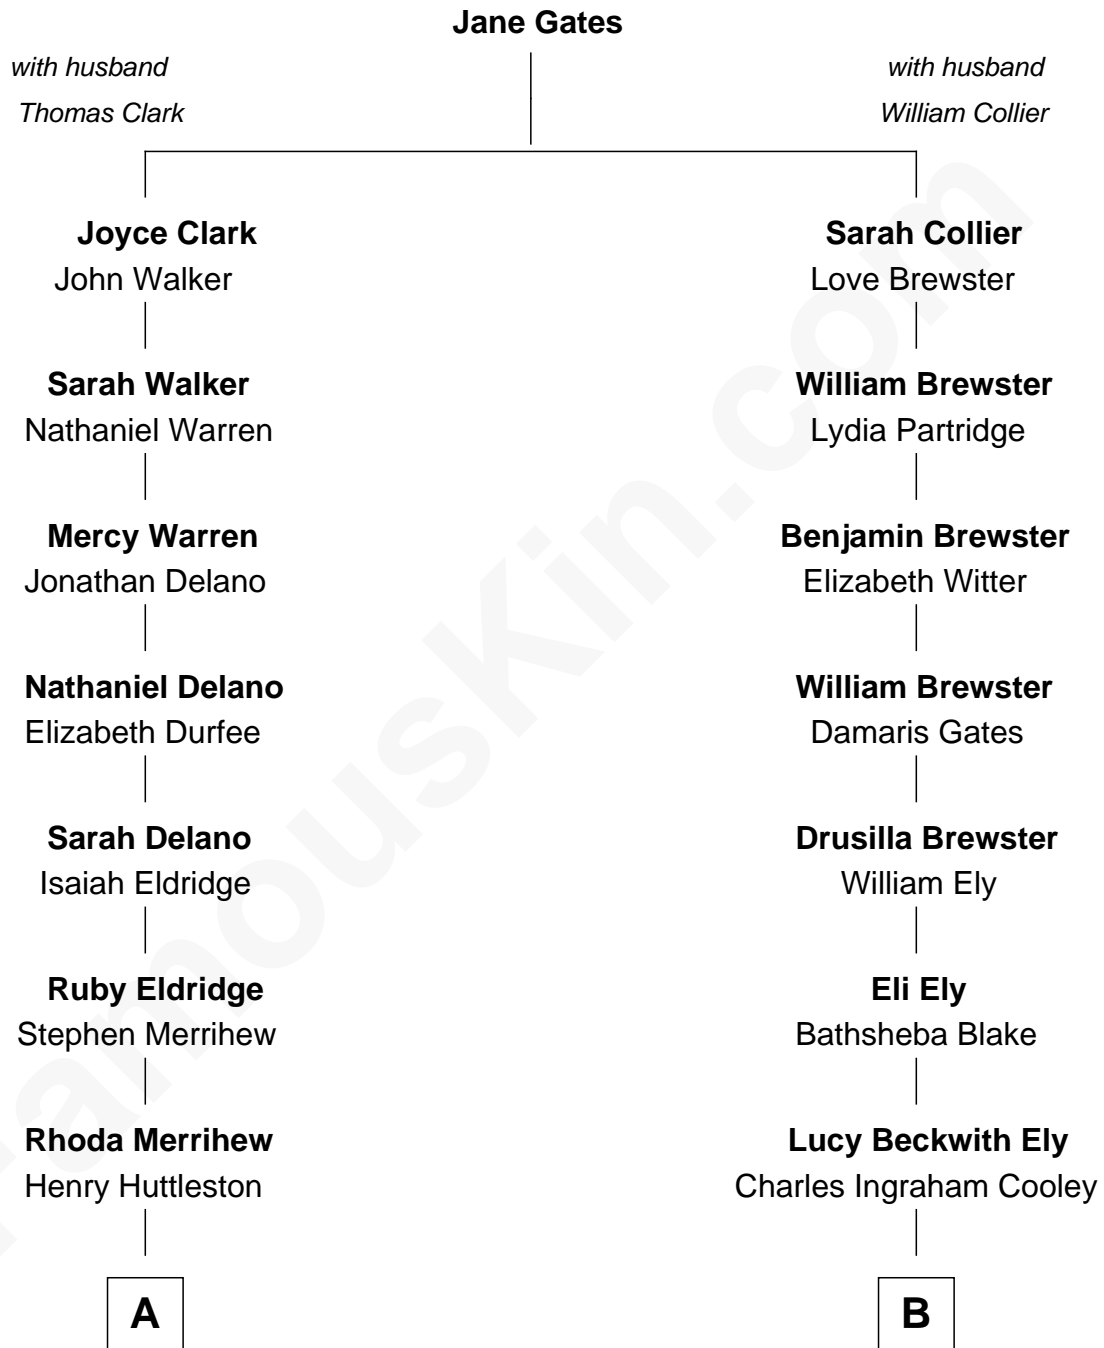 Jane Gates
with husband
Thomas Clark
with husband
William Collier
Joyce Clark
John Walker
Sarah Walker
Nathaniel Warren
Mercy Warren
Jonathan Delano
Nathaniel Delano
Elizabeth Durfee
Sarah Delano
Isaiah Eldridge
Ruby Eldridge
Stephen Merrihew
Rhoda Merrihew
Henry Huttleston
A
Sarah Collier
Love Brewster
William Brewster
Lydia Partridge
Benjamin Brewster
Elizabeth Witter
William Brewster
Damaris Gates
Drusilla Brewster
William Ely
Eli Ely
Bathsheba Blake
Lucy Beckwith Ely
Charles Ingraham Cooley
B
FamousKin.com